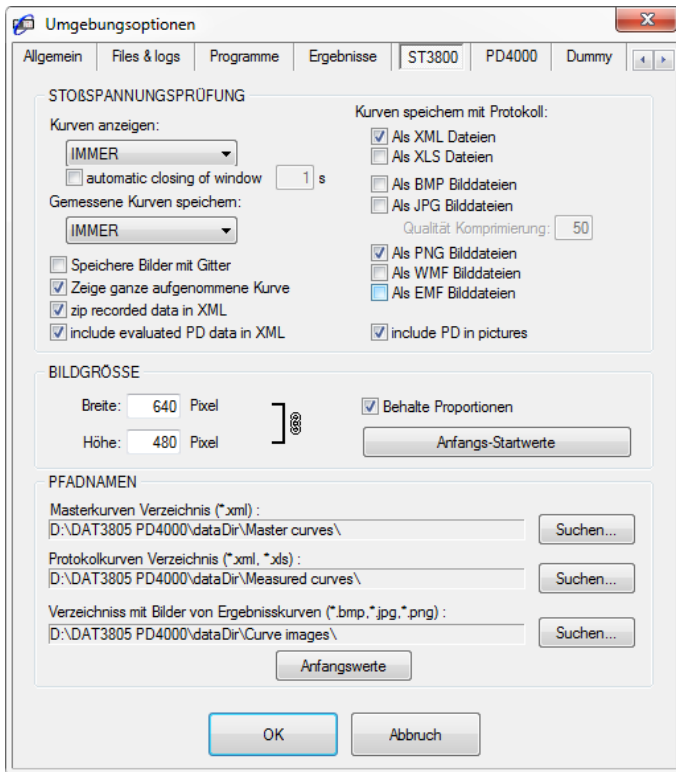 Umgebungsoptionen
Allgemein Files & logs Programme Ergebnisse ST3800 PD4000 Dummy
STOßSPANNUNGSPRÜFUNG
Kurven anzeigen:
IMMER
automatic closing of window 1 s
Gemessene Kurven speichern:
IMMER
Speichere Bilder mit Gitter
Zeige ganze aufgenommene Kurve
zip recorded data in XML
include evaluated PD data in XML
Kurven speichern mit Protokoll:
Als XML Dateien
Als XLS Dateien
Als BMP Bilddateien
Als JPG Bilddateien
Qualität Komprimierung: 50
Als PNG Bilddateien
Als WMF Bilddateien
Als EMF Bilddateien
include PD in pictures
BILDGRÖSSE
Breite: 640 Pixel
Höhe: 480 Pixel
Behalte Proportionen
Anfangs-Startwerte
PFADNAMEN
Masterkurven Verzeichnis (*.xml) :
D:\DAT3805 PD4000\dataDir\Master curves\
Suchen...
Protokolkurven Verzeichnis (*.xml, *.xls) :
D:\DAT3805 PD4000\dataDir\Measured curves\
Suchen...
Verzeichniss mit Bilder von Ergebnisskurven (*.bmp,*.jpg,*.png) :
D:\DAT3805 PD4000\dataDir\Curve images\
Suchen...
Anfangswerte
OK Abbruch